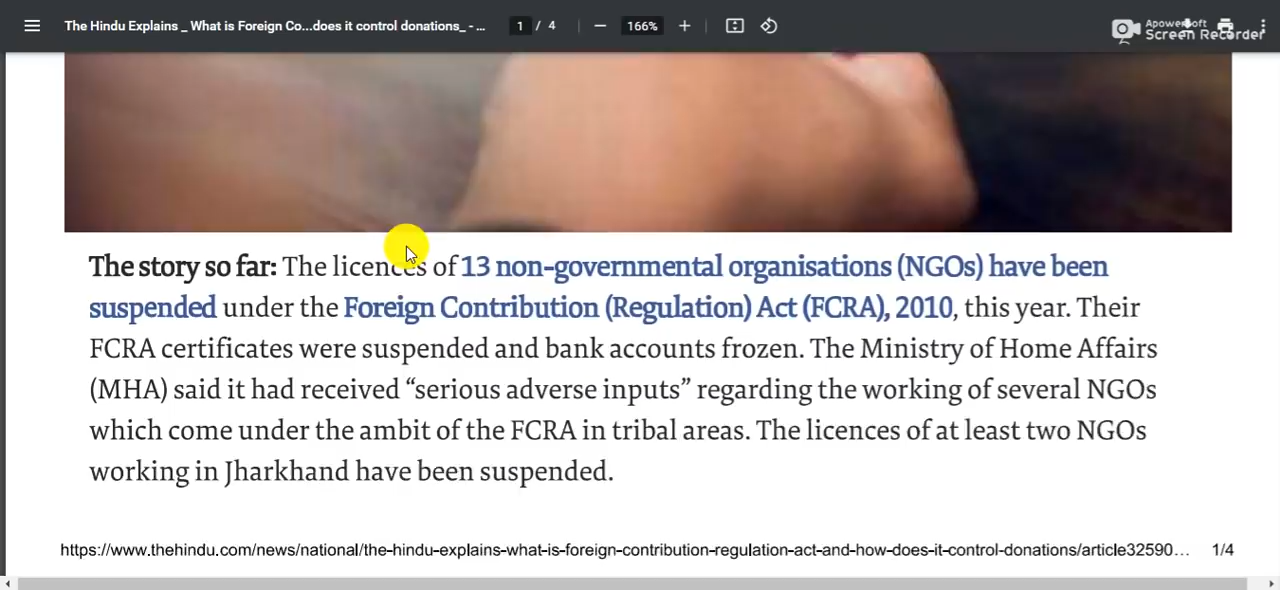 The Hindu Explains _ What is Foreign Co...does it control donations_ - ...
1 / 4
166%
Apowersoft
Screen Recorder
The story so far: The licences of 13 non-governmental organisations (NGOs) have been
suspended under the Foreign Contribution (Regulation) Act (FCRA), 2010, this year. Their
FCRA certificates were suspended and bank accounts frozen. The Ministry of Home Affairs
(MHA) said it had received “serious adverse inputs” regarding the working of several NGOs
which come under the ambit of the FCRA in tribal areas. The licences of at least two NGOs
working in Jharkhand have been suspended.
https://www.thehindu.com/news/national/the-hindu-explains-what-is-foreign-contribution-regulation-act-and-how-does-it-control-donations/article32590... 1/4